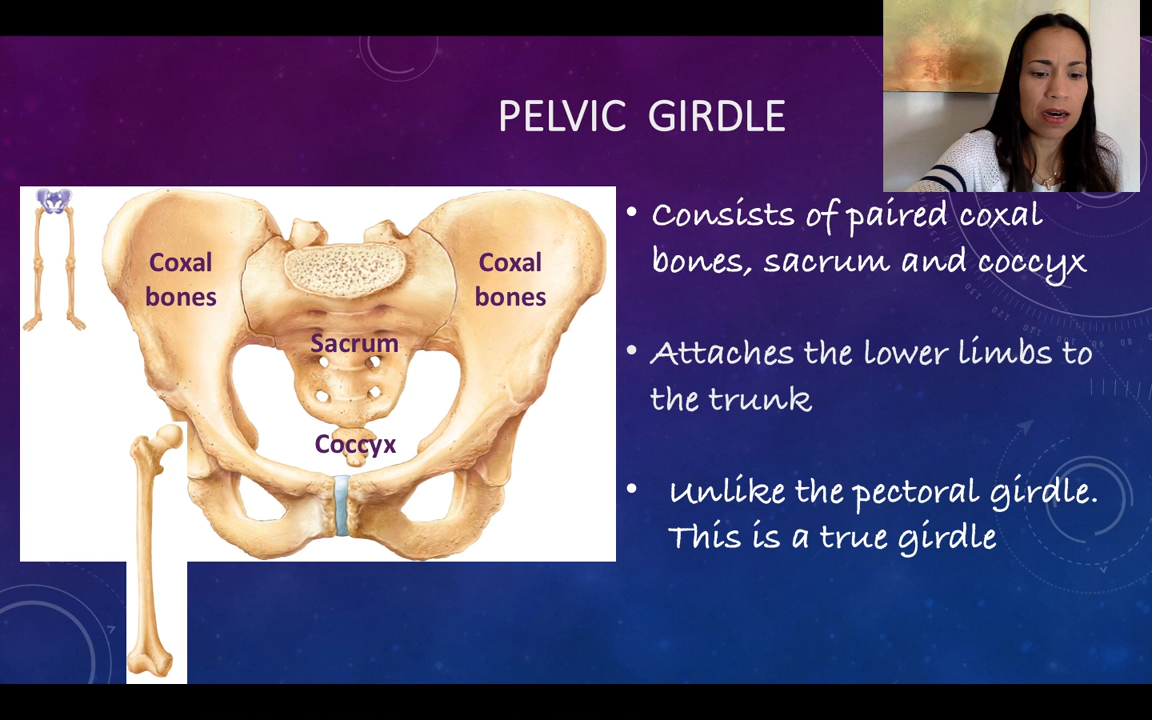 PELVIC GIRDLE
Coxal
bones
Coxal
bones
Sacrum
Coccyx
• Consists of paired coxal
bones, sacrum and coccyx
• Attaches the lower limbs to
the trunk
• Unlike the pectoral girdle.
This is a true girdle